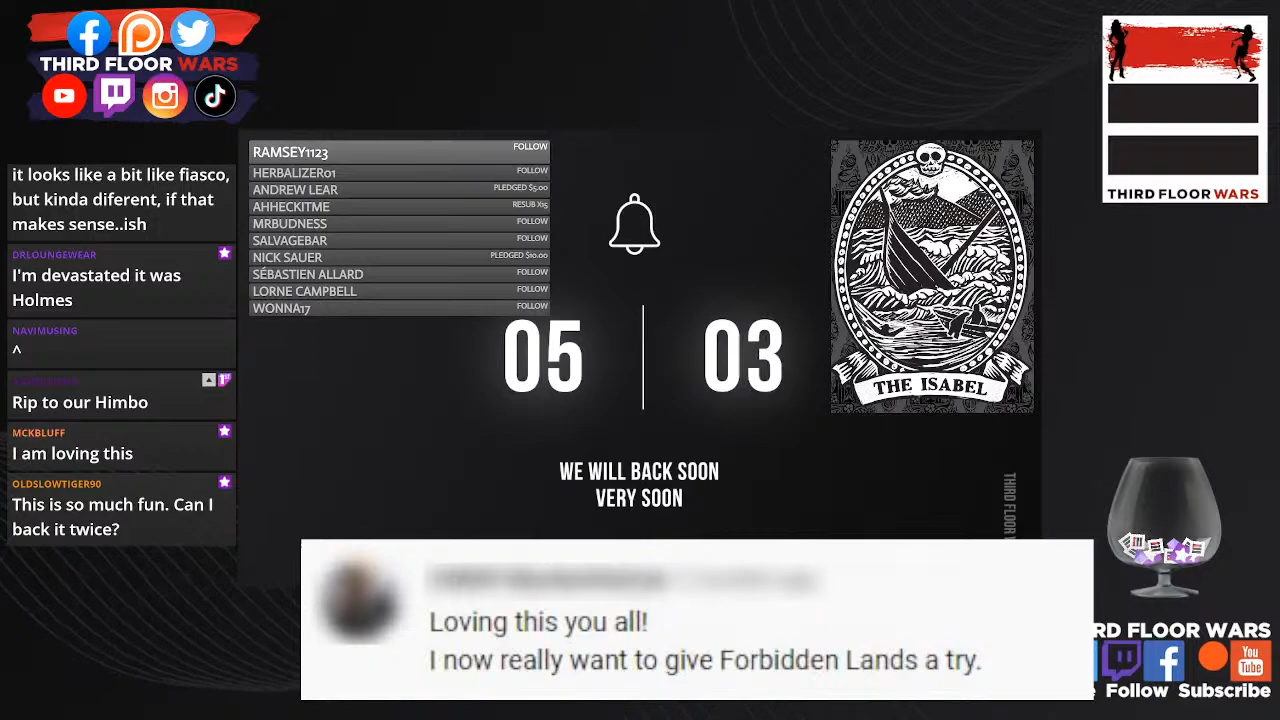 THIRD FLOOR WARS
it looks like a bit like fiasco,
but kinda diferent, if that
makes sense..ish
DRLOUNGEWEAR
I'm devastated it was
Holmes
NAVIMUSING
^
Rip to our Himbo
MCKBLUFF
I am loving this
OLDSLOWTIGER90
This is so much fun. Can I
back it twice?
RAMSEY1123 FOLLOW
HERBALIZER01 FOLLOW
ANDREW LEAR PLEDGED $5.00
AHHECKITME RESUB X15
MRBUDNESS FOLLOW
SALVAGEBAR FOLLOW
NICK SAUER PLEDGED $10.00
SÉBASTIEN ALLARD FOLLOW
LORNE CAMPBELL FOLLOW
WONNA17 FOLLOW
05 03
WE WILL BACK SOON
VERY SOON
THE ISABEL
THIRD FLOOR WARS
THIRD FLOOR
Loving this you all!
I now really want to give Forbidden Lands a try.
RD FLOOR WARS
You
Tube
e Follow Subscribe